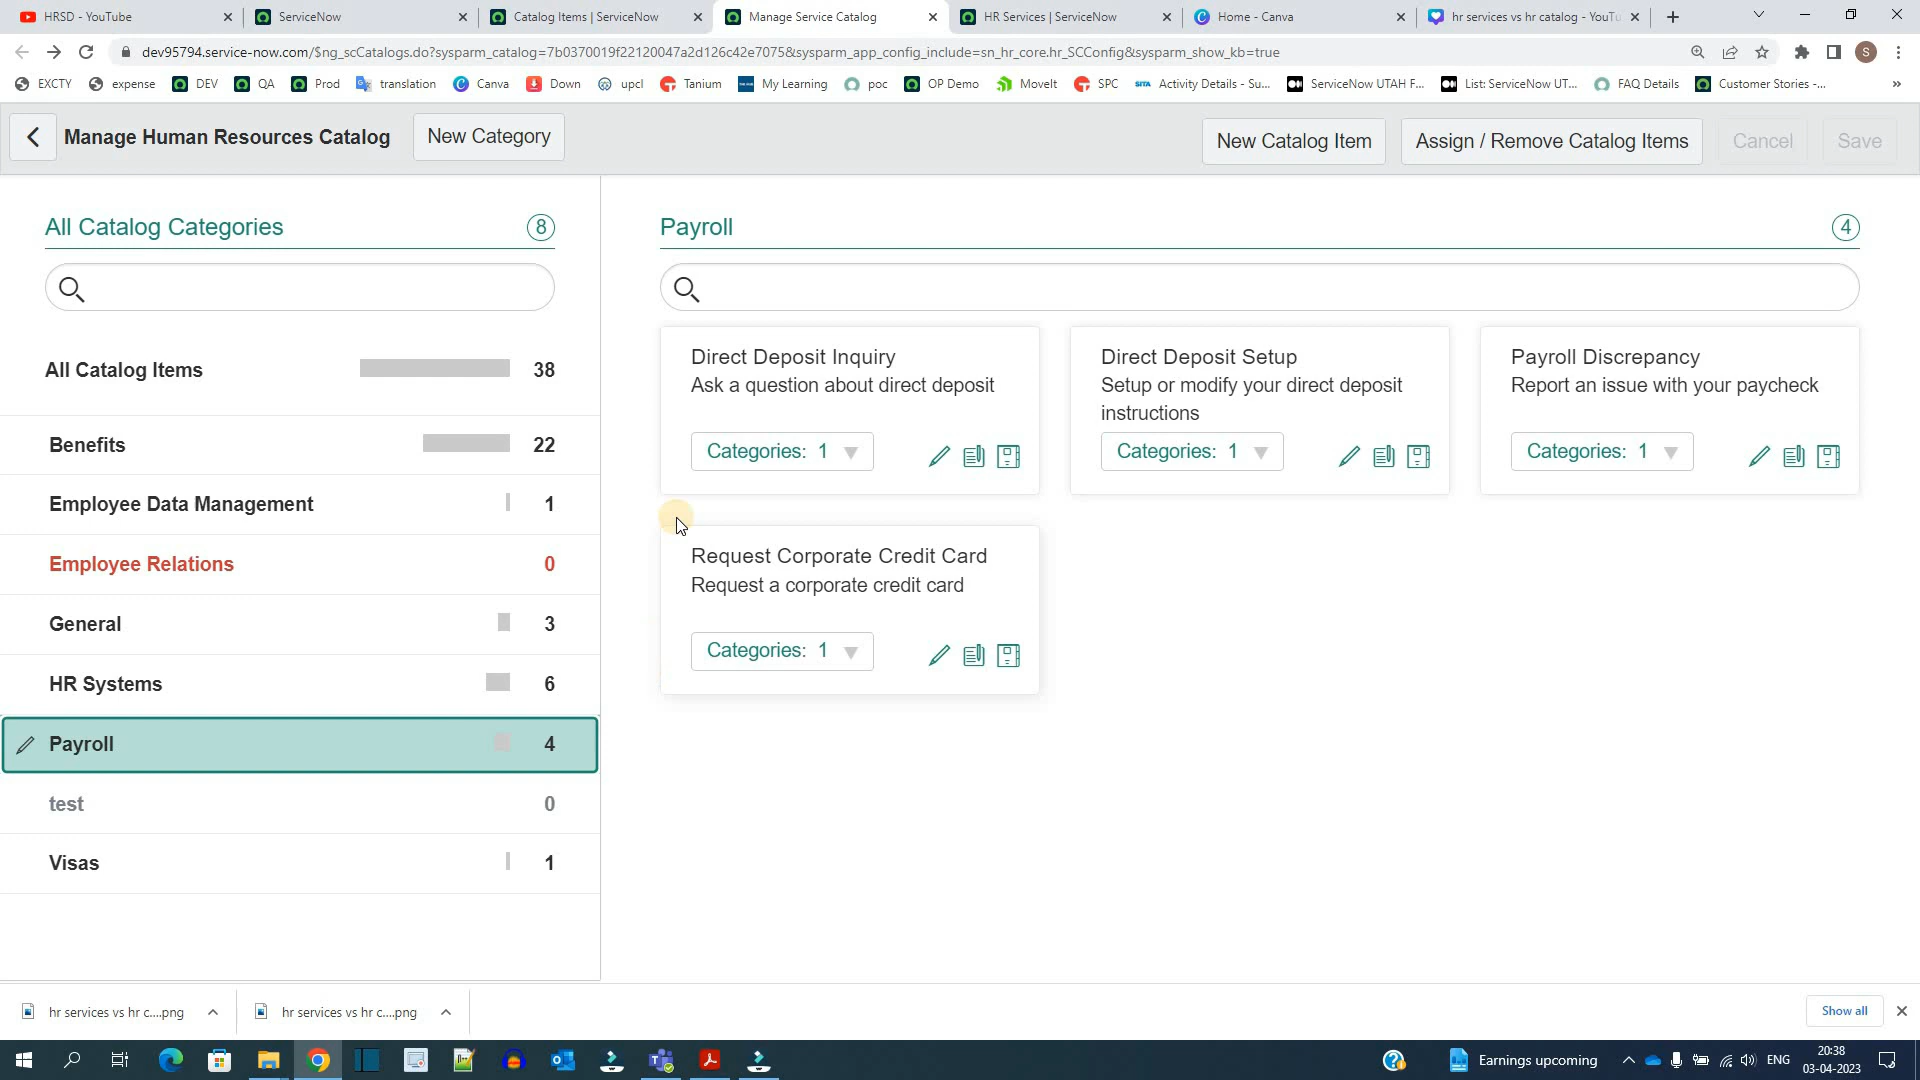 HRSD - YouTube
ServiceNow
Catalog Items | ServiceNow
Manage Service Catalog
HR Services | ServiceNow
Home - Canva
hr services vs hr catalog - YouTu
dev95794.service-now.com/$ng_scCatalogs.do?sysparm_catalog=7b0370019f22120047a2d126c42e7075&sysparm_app_config_include=sn_hr_core.hr_SCConfig&sysparm_show_kb=true
S
EXCTY
expense
DEV
QA
Prod
translation
Canva
Down
upcl
Tanium
My Learning
poc
OP Demo
MoveIt
SPC
Activity Details - Su...
ServiceNow UTAH F...
List: ServiceNow UT...
FAQ Details
Customer Stories -...
»
Manage Human Resources Catalog
New Category
New Catalog Item
Assign / Remove Catalog Items
Cancel
Save
All Catalog Categories
8
All Catalog Items 38
Benefits 22
Employee Data Management 1
Employee Relations 0
General 3
HR Systems 6
Payroll 4
test 0
Visas 1
Payroll
4
Direct Deposit Inquiry
Ask a question about direct deposit
Categories: 1
Direct Deposit Setup
Setup or modify your direct deposit
instructions
Categories: 1
Payroll Discrepancy
Report an issue with your paycheck
Categories: 1
Request Corporate Credit Card
Request a corporate credit card
Categories: 1
hr services vs hr c....png
hr services vs hr c....png
Show all
Earnings upcoming
ENG
20:38
03-04-2023